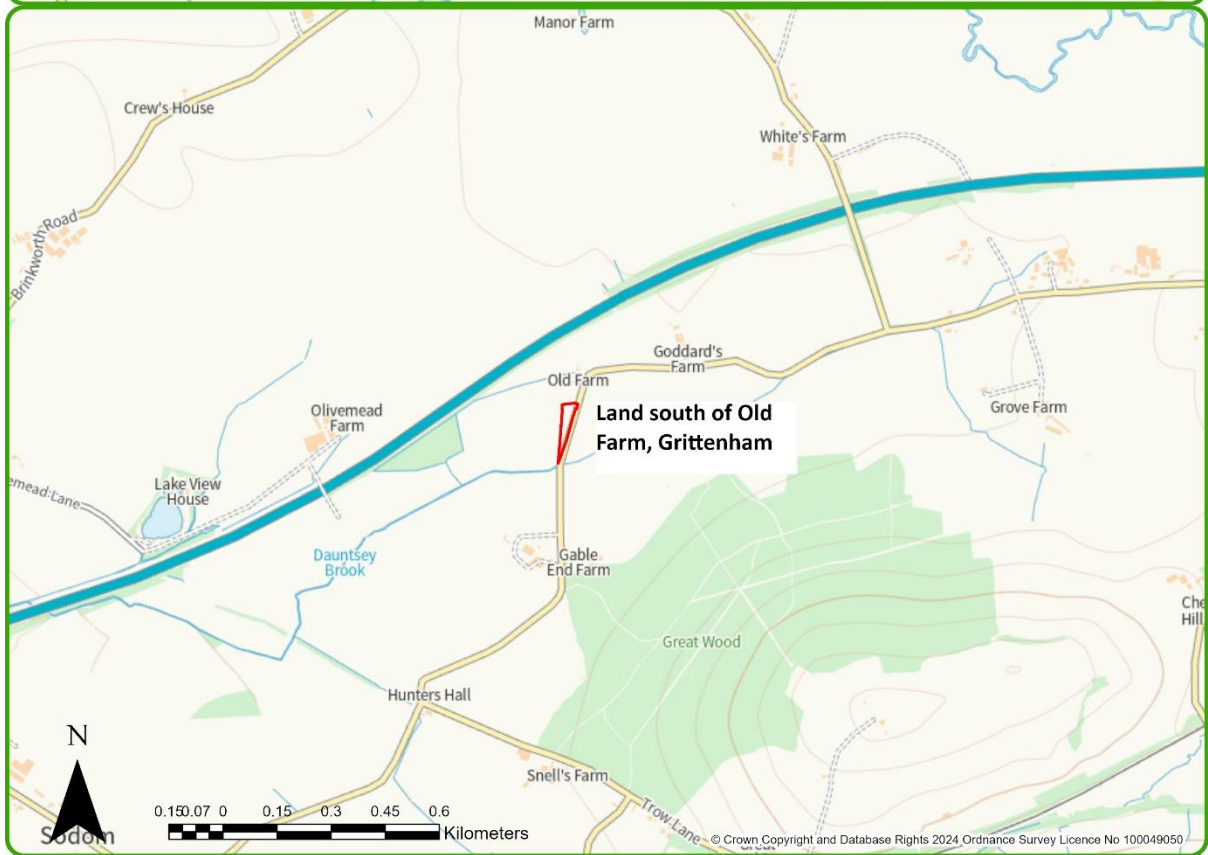 Manor Farm
Crew's House
White's Farm
Brinkworth Road
Goddard's
Farm
Old Farm
Land south of Old
Farm, Grittenham
Olivemead
Farm
Grove Farm
Lake View
House
emead Lane
Dauntsey
Brook
Gable
End Farm
Che
Hill
Great Wood
Hunters Hall
N
Snell's Farm
Trow Lane
0.15 0.07 0 0.15 0.3 0.45 0.6
Kilometers
Sodom
Great
© Crown Copyright and Database Rights 2024 Ordnance Survey Licence No 100049050